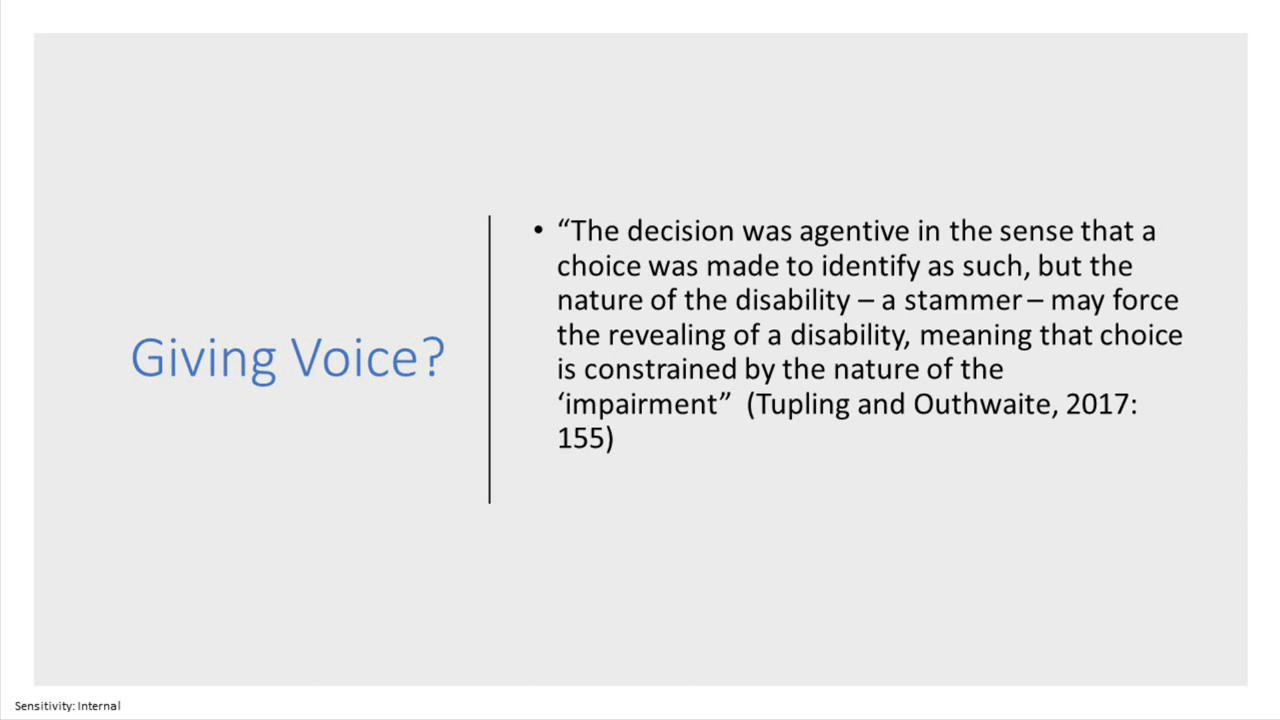 Giving Voice?
• “The decision was agentive in the sense that a
choice was made to identify as such, but the
nature of the disability – a stammer – may force
the revealing of a disability, meaning that choice
is constrained by the nature of the
‘impairment” (Tupling and Outhwaite, 2017:
155)
Sensitivity: Internal